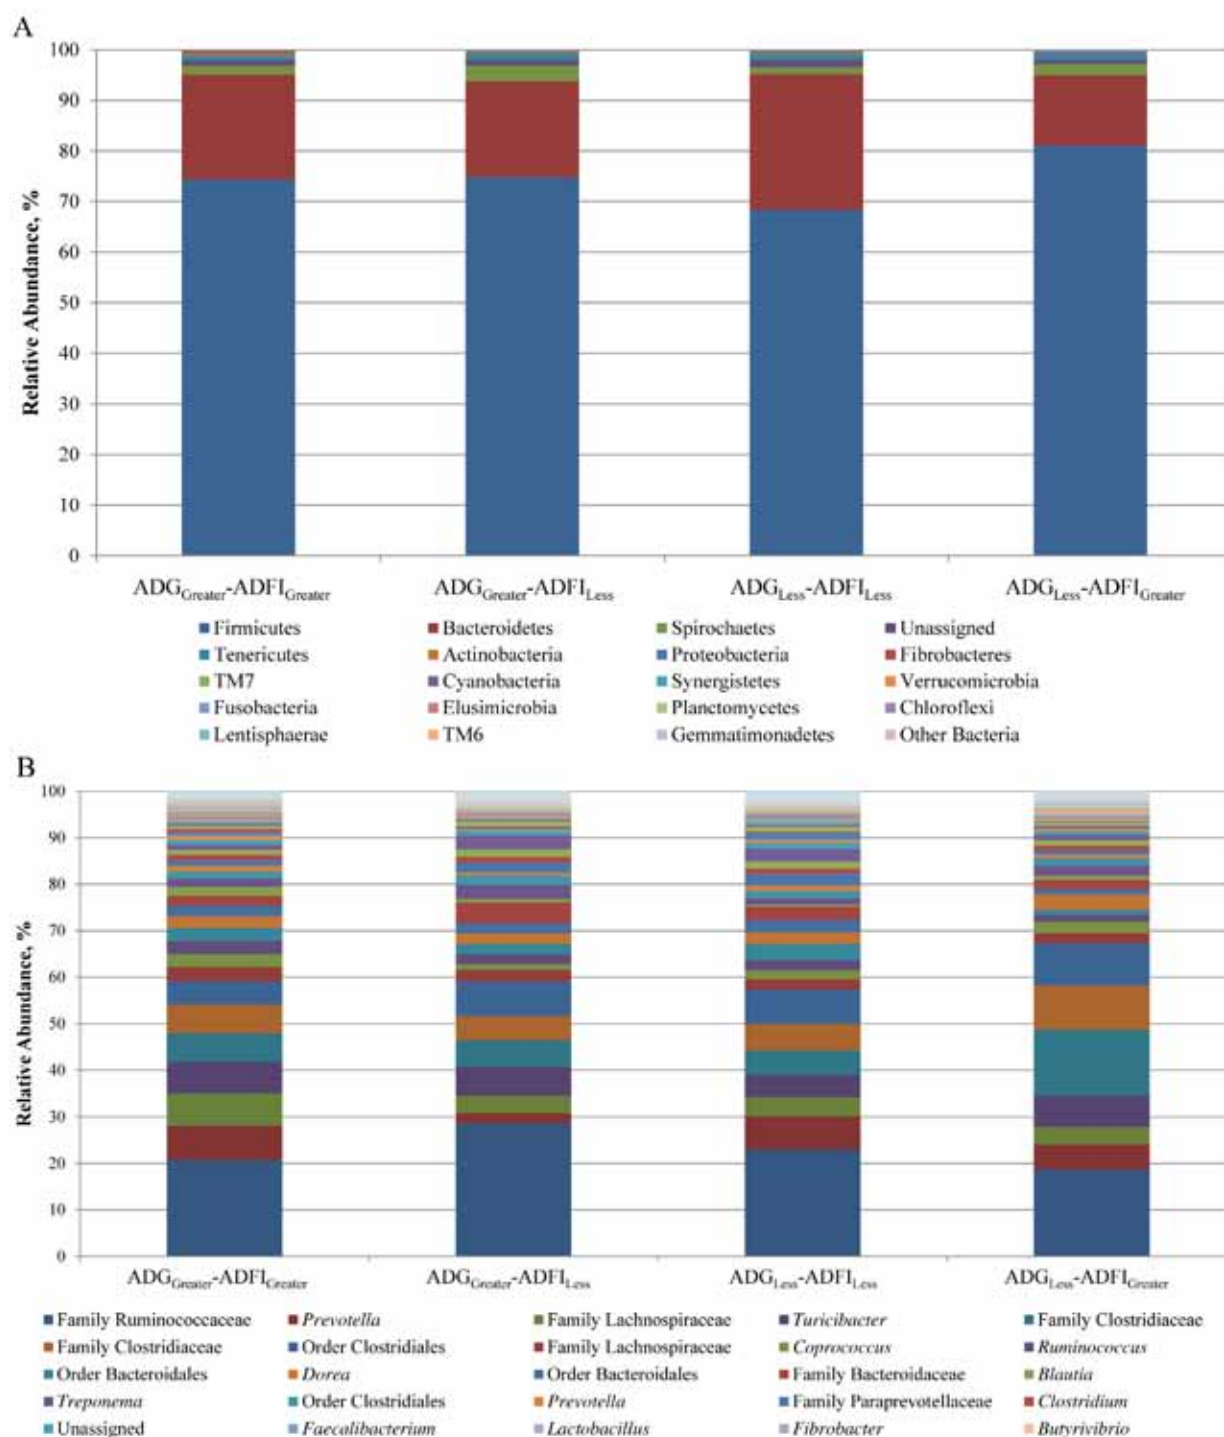 A
100
90
80
70
60
50
40
30
20
10
0
Relative Abundance, %
ADGGreater-ADFIGreater ADGGreater-ADFILess ADGLess-ADFILess ADGLess-ADFIGreater
Firmicutes Bacteroidetes Spirochaetes Unassigned
Tenericutes Actinobacteria Proteobacteria Fibrobacteres
TM7 Cyanobacteria Synergistetes Verrucomicrobia
Fusobacteria Elusimicrobia Planctomycetes Chloroflexi
Lentisphaerae TM6 Gemmatimonadetes Other Bacteria
B
100
90
80
70
60
50
40
30
20
10
0
Relative Abundance, %
ADGGreater-ADFIGreater ADGGreater-ADFILess ADGLess-ADFILess ADGLess-ADFIGreater
Family Ruminococcaceae Prevotella Family Lachnospiraceae Turicibacter Family Clostridiaceae
Family Clostridiaceae Order Clostridiales Family Lachnospiraceae Coprococcus Ruminococcus
Order Bacteroidales Dorea Order Bacteroidales Family Bacteroidaceae Blautia
Treponema Order Clostridiales Prevotella Family Paraprevotellaceae Clostridium
Unassigned Faecalibacterium Lactobacillus Fibrobacter Butyrivibrio